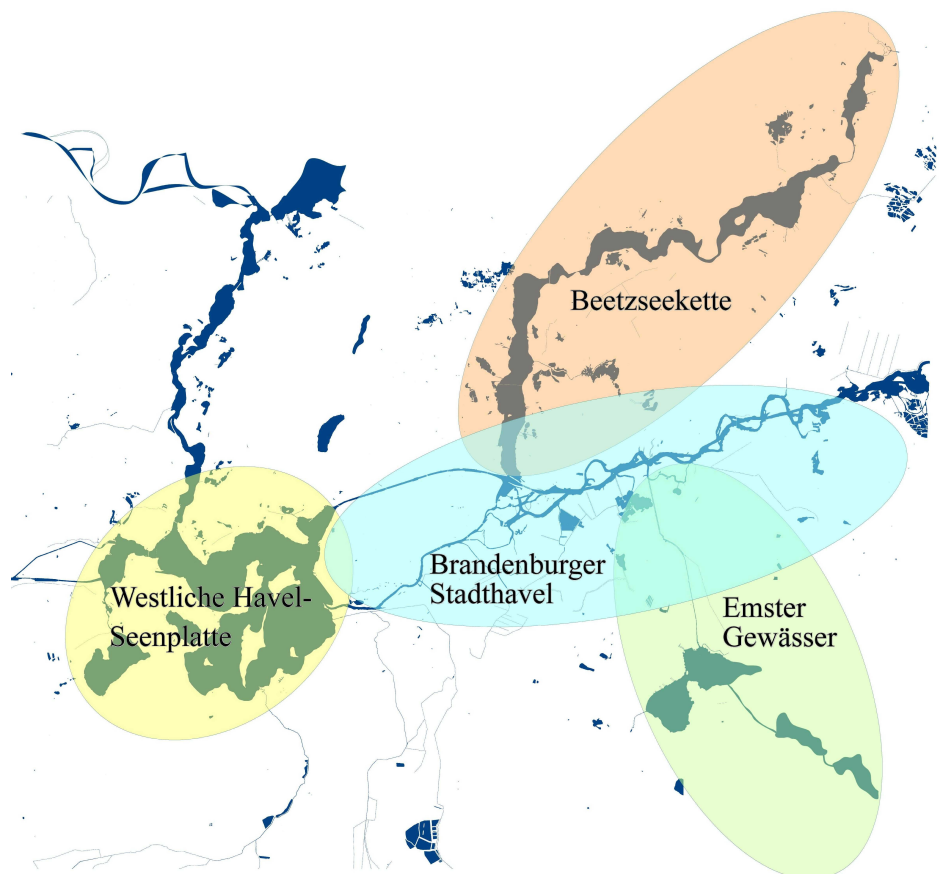 Beetzseekette
Brandenburger
Stadthavel
Westliche Havel-
Seenplatte
Emster
Gewässer